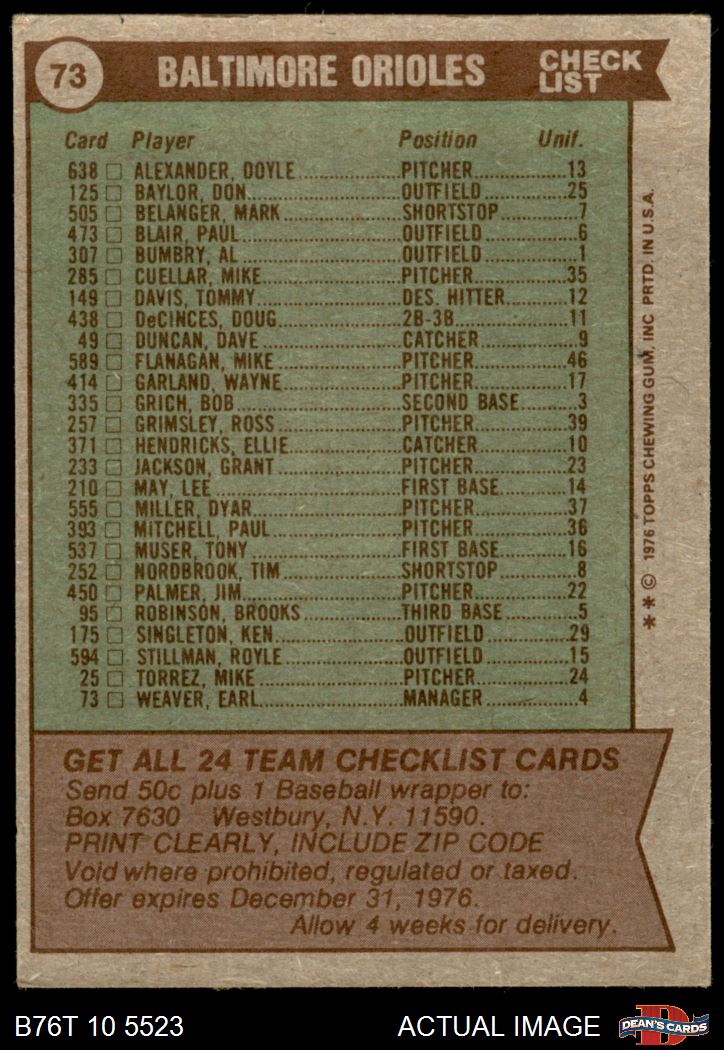 73 BALTIMORE ORIOLES CHECK LIST
Card Player Position Unif.
638 ALEXANDER, DOYLE PITCHER 13
125 BAYLOR, DON OUTFIELD 25
505 BELANGER, MARK SHORTSTOP 7
473 BLAIR, PAUL OUTFIELD 6
307 BUMBRY, AL OUTFIELD 1
285 CUELLAR, MIKE PITCHER 35
149 DAVIS, TOMMY DES. HITTER 12
438 DeCINCES, DOUG 2B-3B 11
49 DUNCAN, DAVE CATCHER 9
589 FLANAGAN, MIKE PITCHER 46
414 GARLAND, WAYNE PITCHER 17
335 GRICH, BOB SECOND BASE 3
257 GRIMSLEY, ROSS PITCHER 39
371 HENDRICKS, ELLIE CATCHER 10
233 JACKSON, GRANT PITCHER 23
210 MAY, LEE FIRST BASE 14
555 MILLER, DYAR PITCHER 37
393 MITCHELL, PAUL PITCHER 36
537 MUSER, TONY FIRST BASE 16
252 NORDBROOK, TIM SHORTSTOP 8
450 PALMER, JIM PITCHER 22
95 ROBINSON, BROOKS THIRD BASE 5
175 SINGLETON, KEN OUTFIELD 29
594 STILLMAN, ROYLE OUTFIELD 15
25 TORREZ, MIKE PITCHER 24
73 WEAVER, EARL MANAGER 4
* * © 1976 TOPPS CHEWING GUM, INC. PRTD. IN U.S.A.
GET ALL 24 TEAM CHECKLIST CARDS
Send 50c plus 1 Baseball wrapper to:
Box 7630 Westbury, N.Y. 11590.
PRINT CLEARLY, INCLUDE ZIP CODE
Void where prohibited, regulated or taxed.
Offer expires December 31, 1976.
Allow 4 weeks for delivery.
B76T 10 5523 ACTUAL IMAGE D DEAN'S CARDS